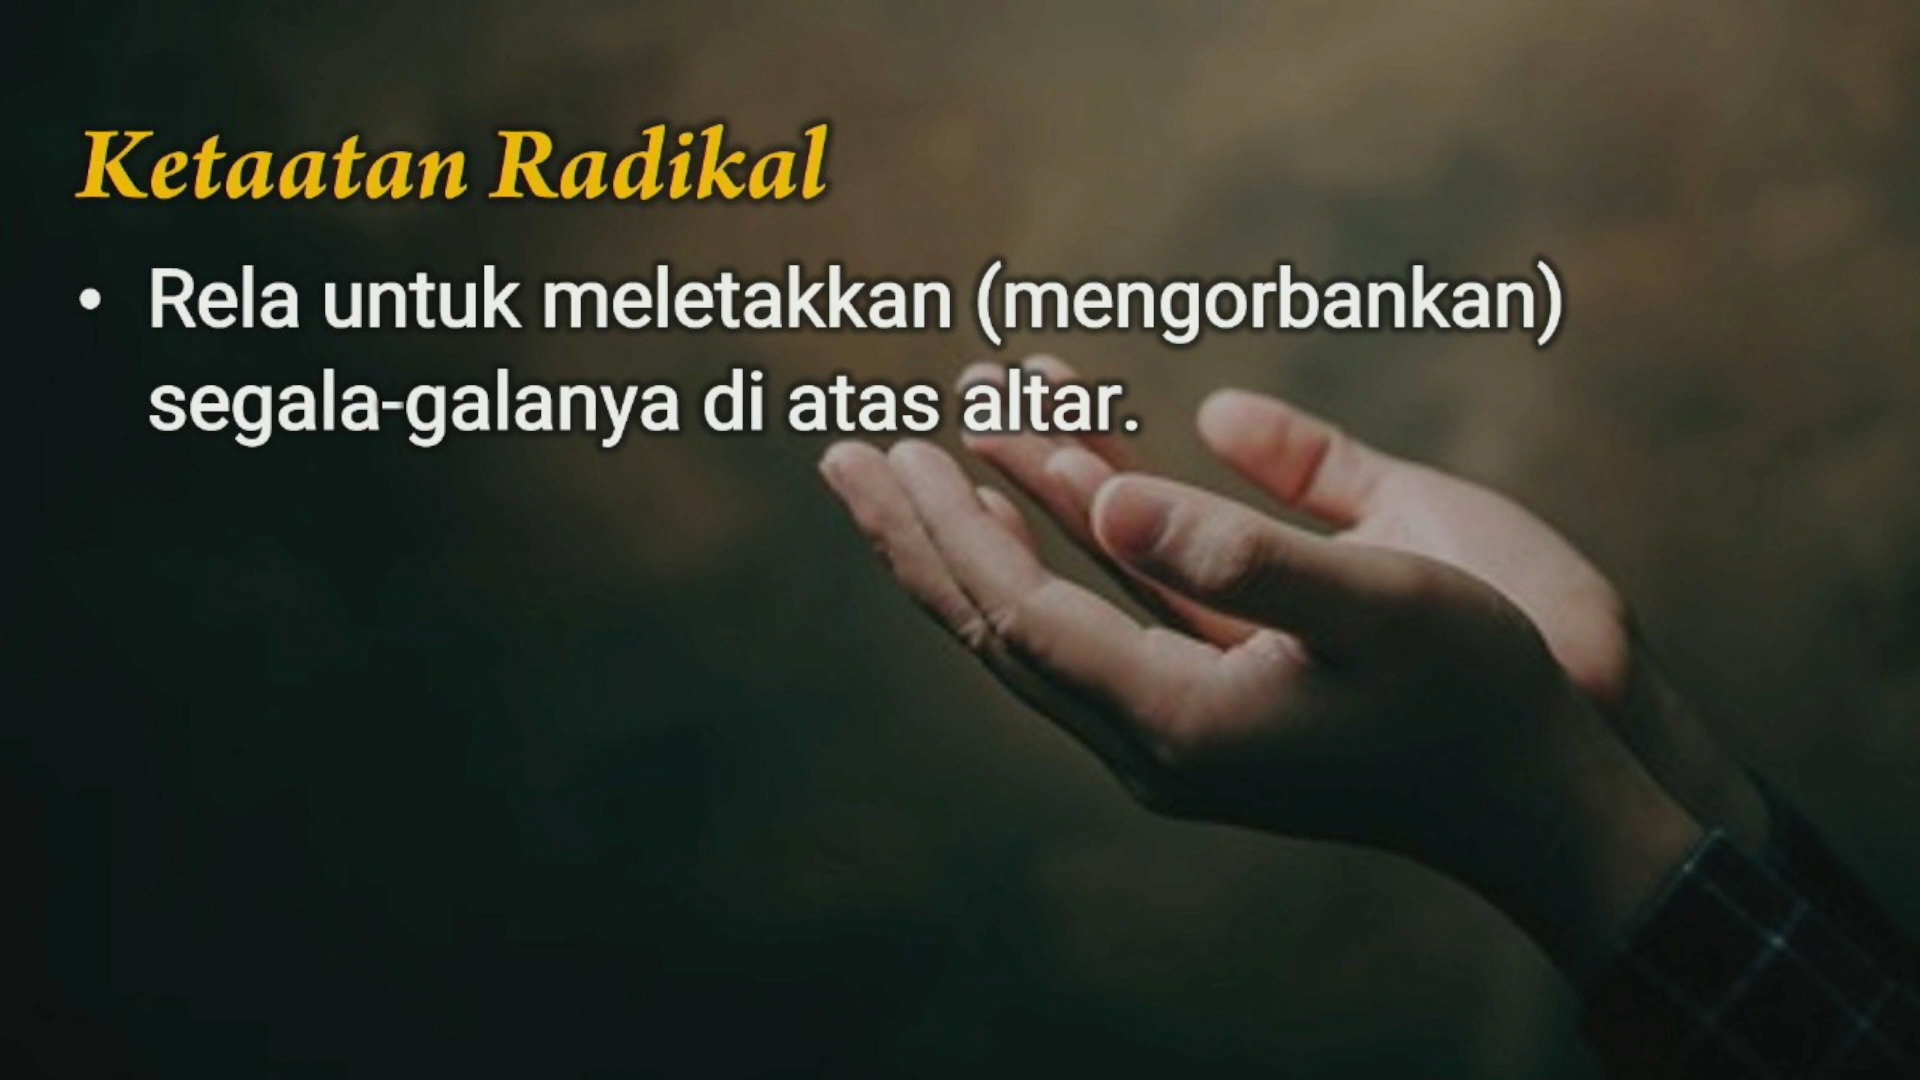 Ketaatan Radikal
• Rela untuk meletakkan (mengorbankan)
segala-galanya di atas altar.